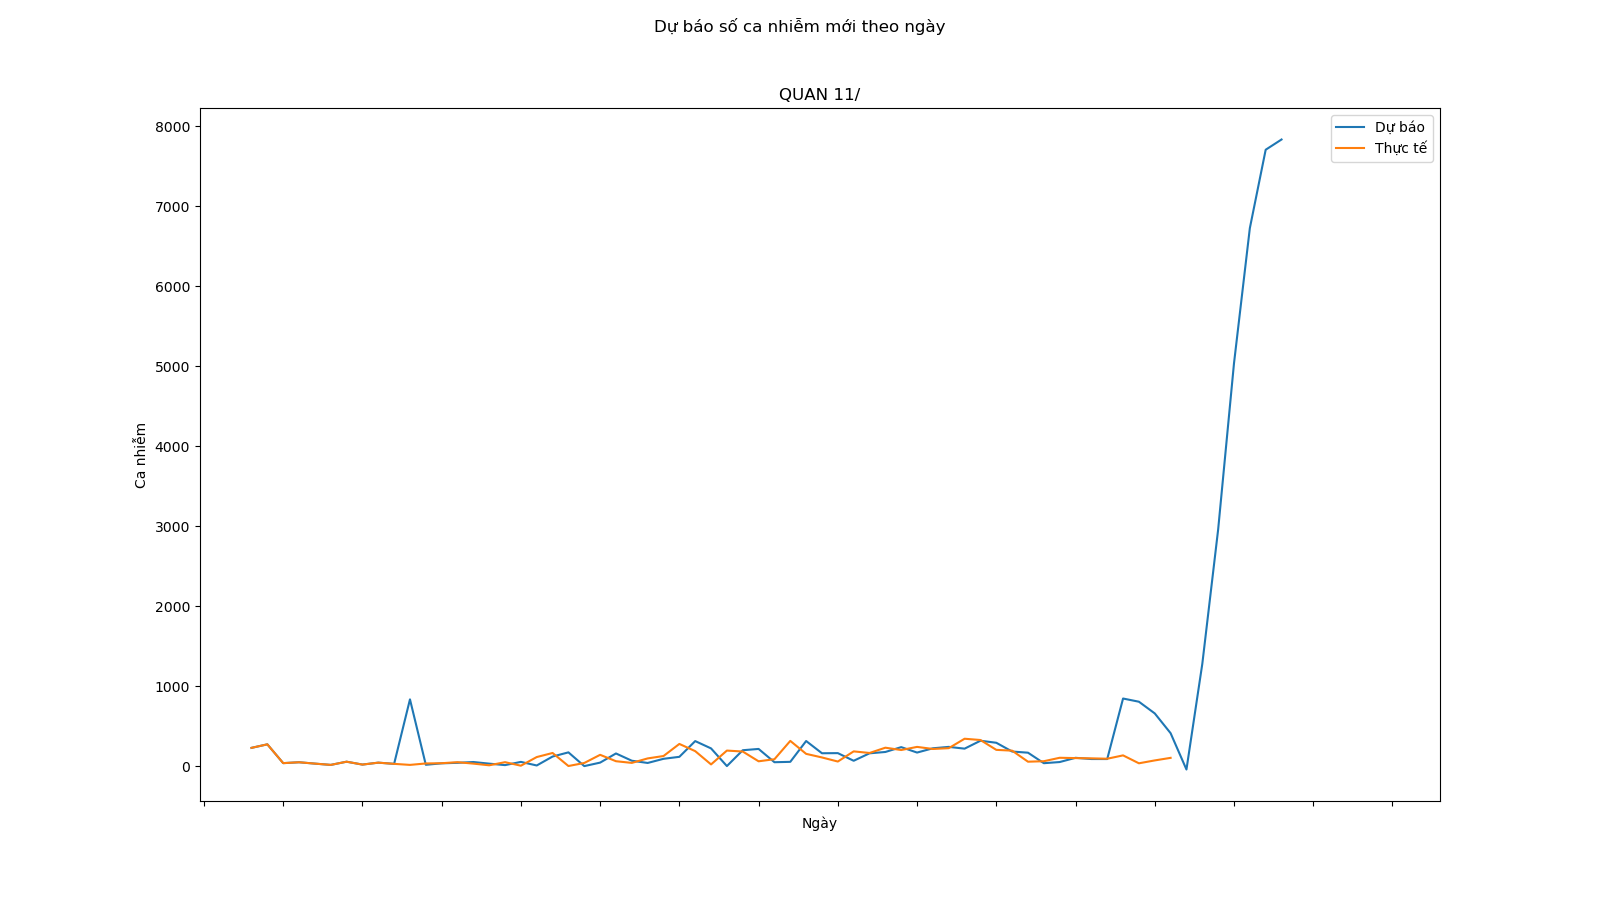 Dự báo số ca nhiễm mới theo ngày
QUAN 11/
Dự báo
Thực tế
8000
7000
6000
5000
4000
3000
2000
1000
0
Ca nhiễm
Ngày